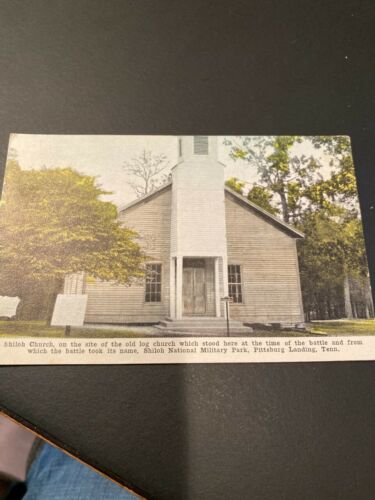 Shiloh Church, on the site of the old log church which stood here at the time of the battle and from
which the battle took its name, Shiloh National Military Park, Pittsburg Landing, Tenn.